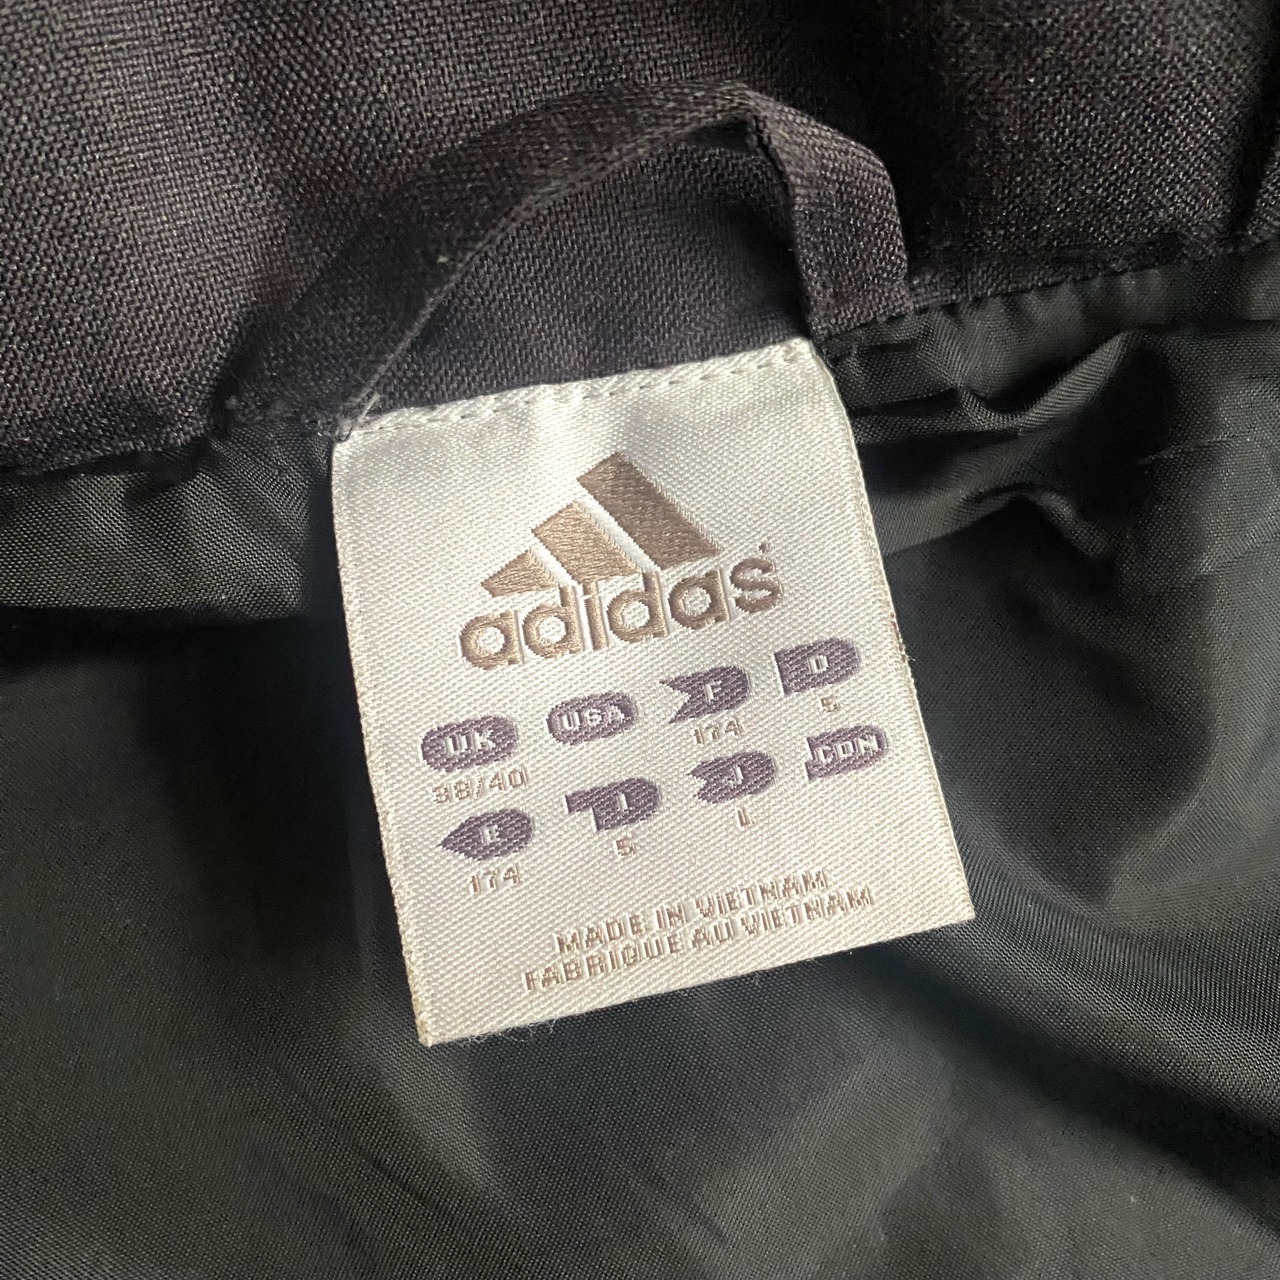 adidas
UK USA F D
38/40 174 5
E I J CDN
174 5 L
MADE IN VIETNAM
FABRIQUE AU VIETNAM